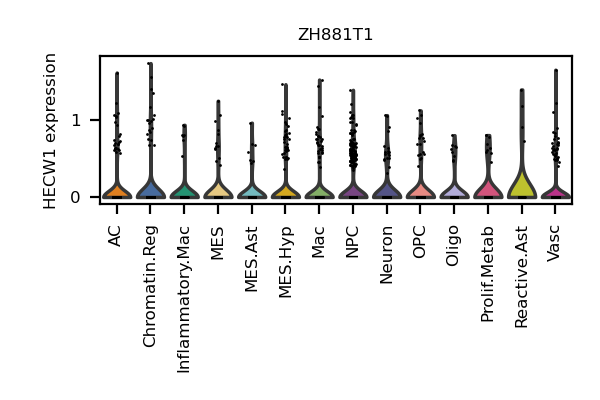 ZH881T1
HECW1 expression
1
0
AC
Chromatin.Reg
Inflammatory.Mac
MES
MES.Ast
MES.Hyp
Mac
NPC
Neuron
OPC
Oligo
Prolif.Metab
Reactive.Ast
Vasc